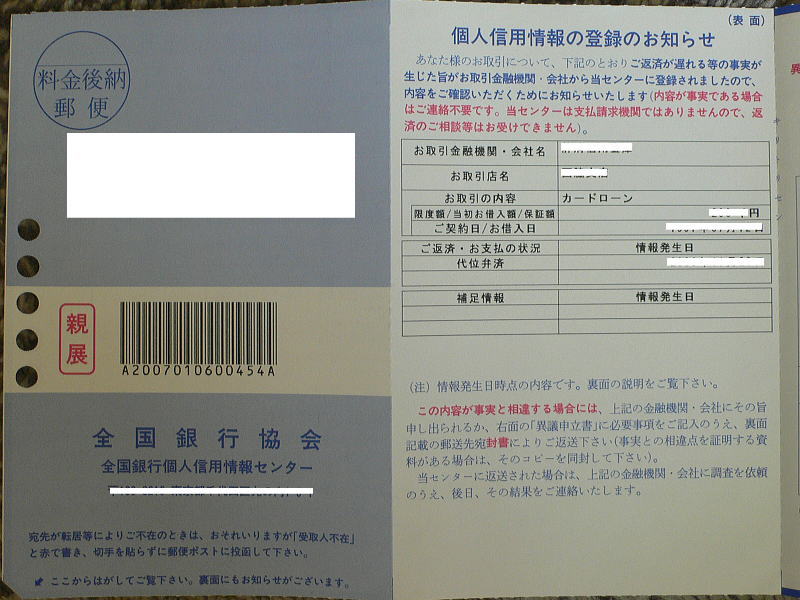 料金後納
郵便
親展
A2007010600454A
全国銀行協会
全国銀行個人信用情報センター
宛先が転居等によりご不在のときは、おそれいりますが「受取人不在」
と赤で書き、切手を貼らずに郵便ポストに投函して下さい。
ここからはがしてご覧下さい。裏面にもお知らせがございます。
(表面)
個人信用情報の登録のお知らせ
あなた様のお取引について、下記のとおりご返済が遅れる等の事実が
生じた旨がお取引金融機関・会社から当センターに登録されましたので、
内容をご確認いただくためにお知らせいたします(内容が事実である場合
はご連絡不要です。当センターは支払請求機関ではありませんので、返
済のご相談等はお受けできません)。
お取引金融機関・会社名
お取引店名
お取引の内容 カードローン
限度額/当初お借入額/保証額 円
ご契約日/お借入日
ご返済・お支払の状況 情報発生日
代位弁済
補足情報 情報発生日
(注) 情報発生日時点の内容です。裏面の説明をご覧下さい。
この内容が事実と相違する場合には、上記の金融機関・会社にその旨
申し出られるか、右面の「異議申立書」に必要事項をご記入のうえ、裏面
記載の郵送先宛封書によりご返送下さい(事実との相違点を証明する資
料がある場合は、そのコピーを同封して下さい)。
当センターに返送された場合は、上記の金融機関・会社に調査を依頼
のうえ、後日、その結果をご連絡いたします。
キリトリセン
異